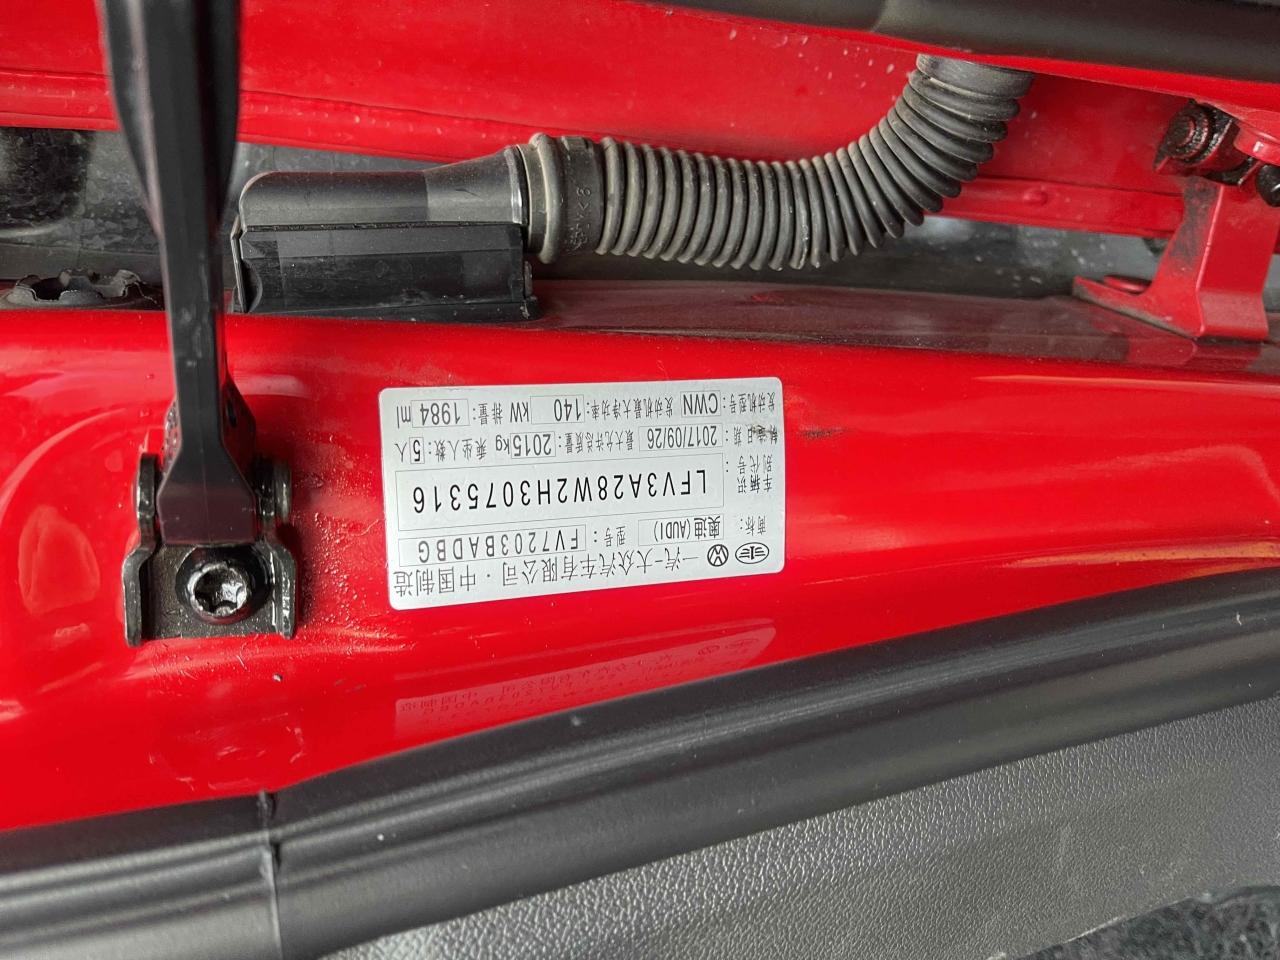 一汽-大众汽车有限公司·中国制造
商标：奥迪(AUDI) 型号：FV7203BADBG
车辆识别代号：LFV3A28W2H3075316
制造日期：2017/09/26 最大允许总质量：2015kg 乘坐人数：5人
发动机型号：CWN 发动机最大净功率：140 kW 排量：1984 ml